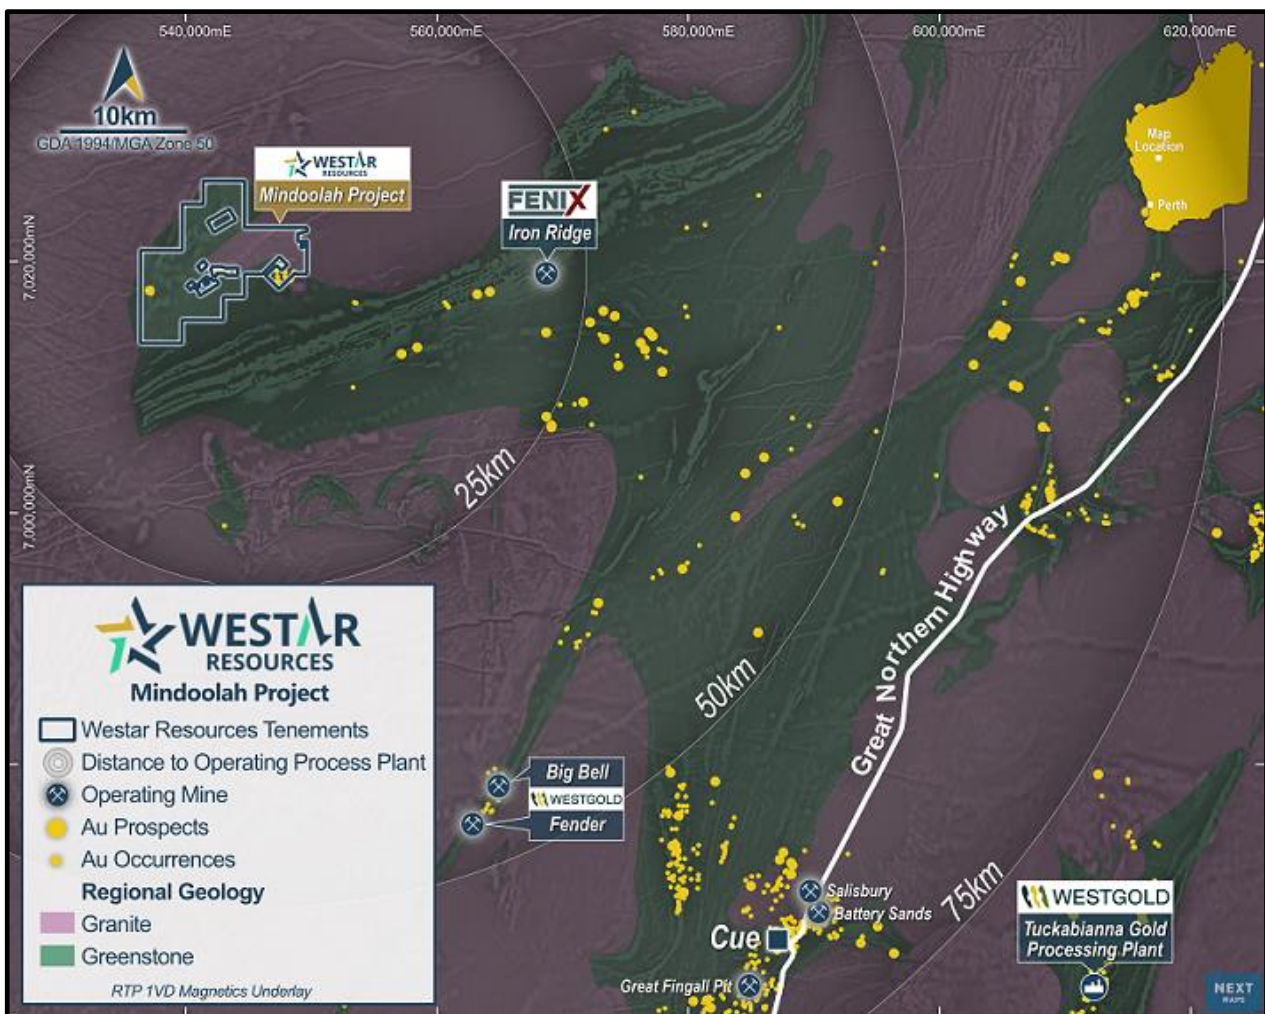 540,000mE
560,000mE
580,000mE
600,000mE
620,000mE
10km
GDA 1994/MGA Zone 50
WESTAR
RESOURCES
Mindoolah Project
FENIX
Iron Ridge
Map
Location
Perth
7,020,000mN
7,000,000mN
25km
50km
75km
Great Northern Highway
WESTAR
RESOURCES
Mindoolah Project
Westar Resources Tenements
Distance to Operating Process Plant
Operating Mine
Au Prospects
Au Occurrences
Regional Geology
Granite
Greenstone
RTP 1VD Magnetics Underlay
Big Bell
WESTGOLD
Fender
Salisbury
Battery Sands
Cue
Great Fingall Pit
WESTGOLD
Tuckabianna Gold
Processing Plant
NEXT
MAPS